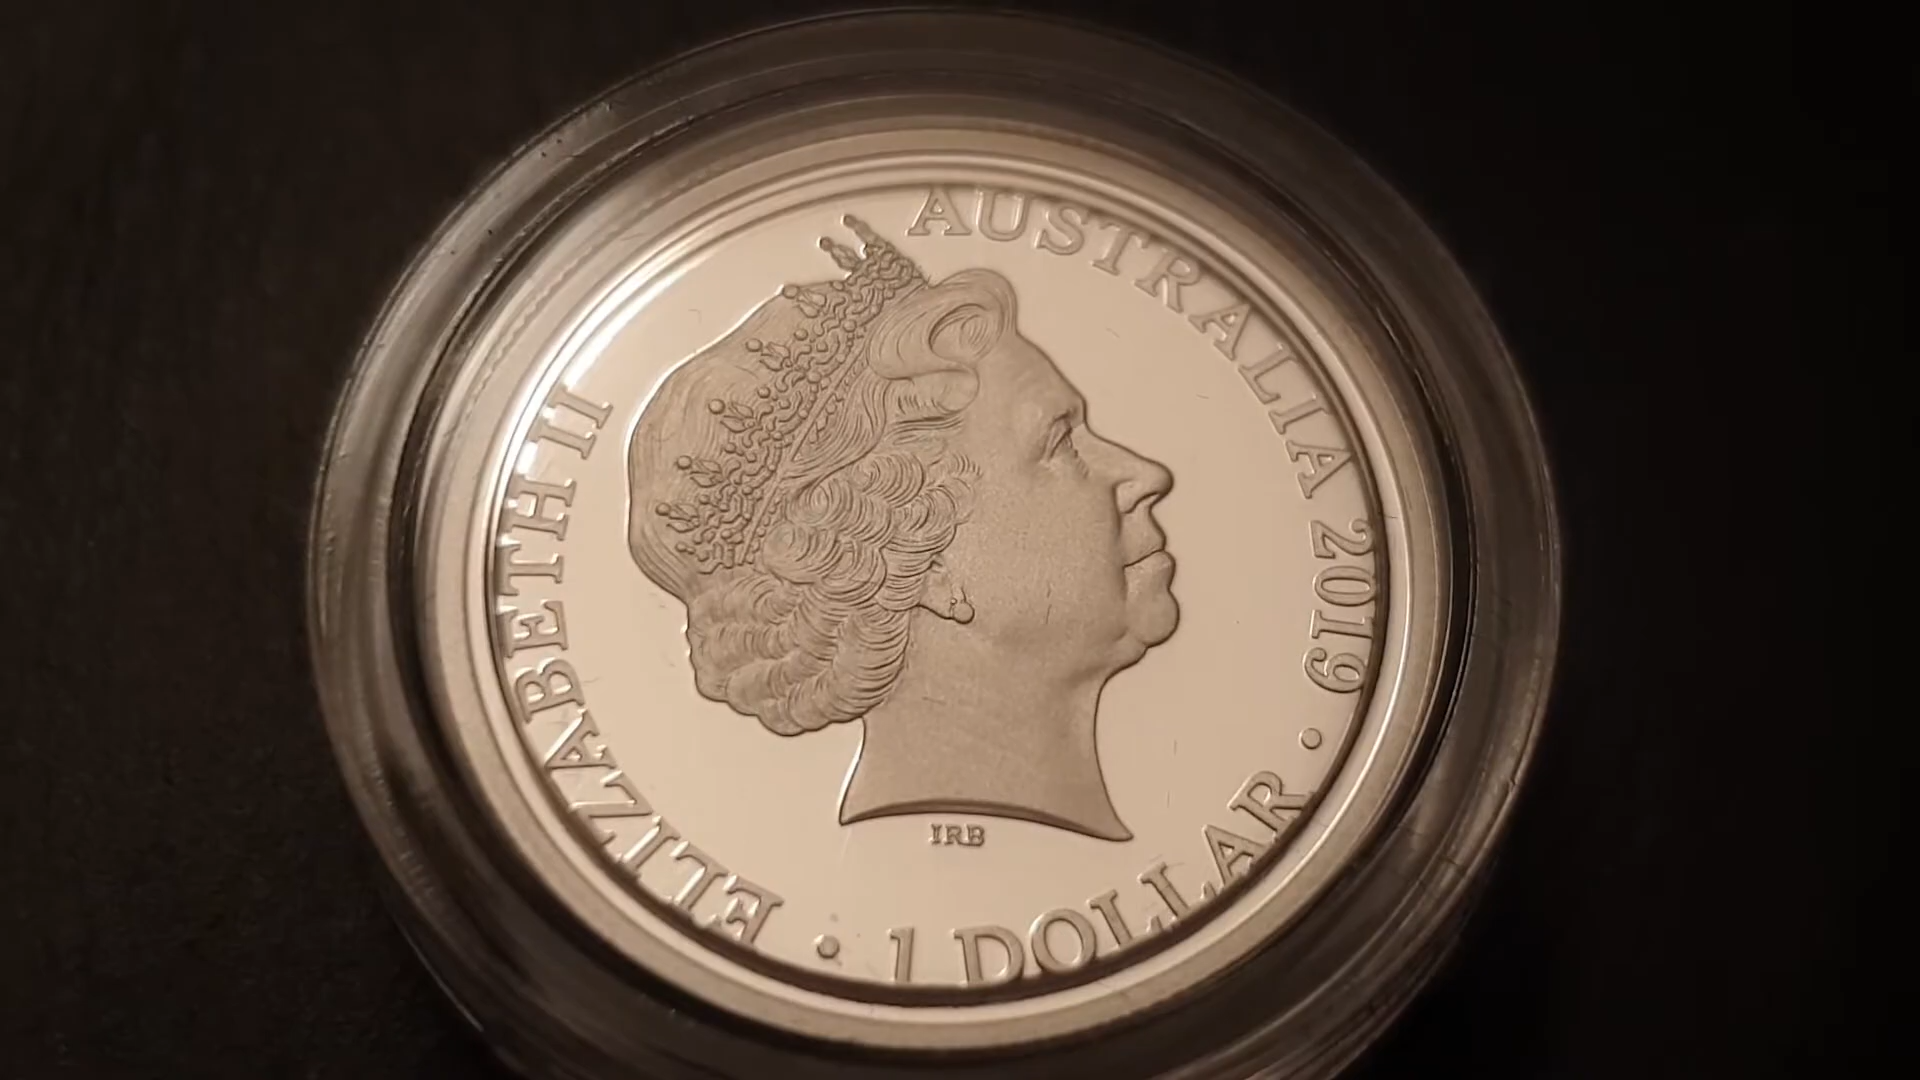 ELIZABETH II
AUSTRALIA 2019
• 1 DOLLAR •
IRB